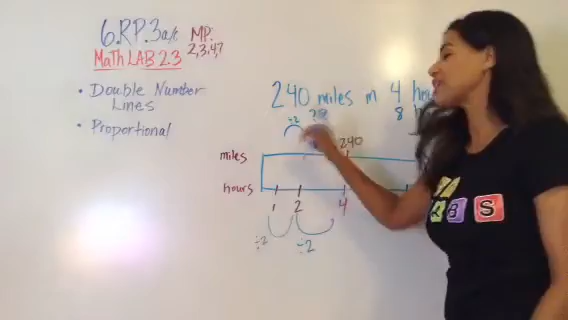 6.RP.3a/c
MP:
2,3,4,7
Math LAB 2.3
• Double Number
Lines
• Proportional
240 miles in 4
8
÷2
240
miles
hours
1 2 4
÷2 ÷2
B S